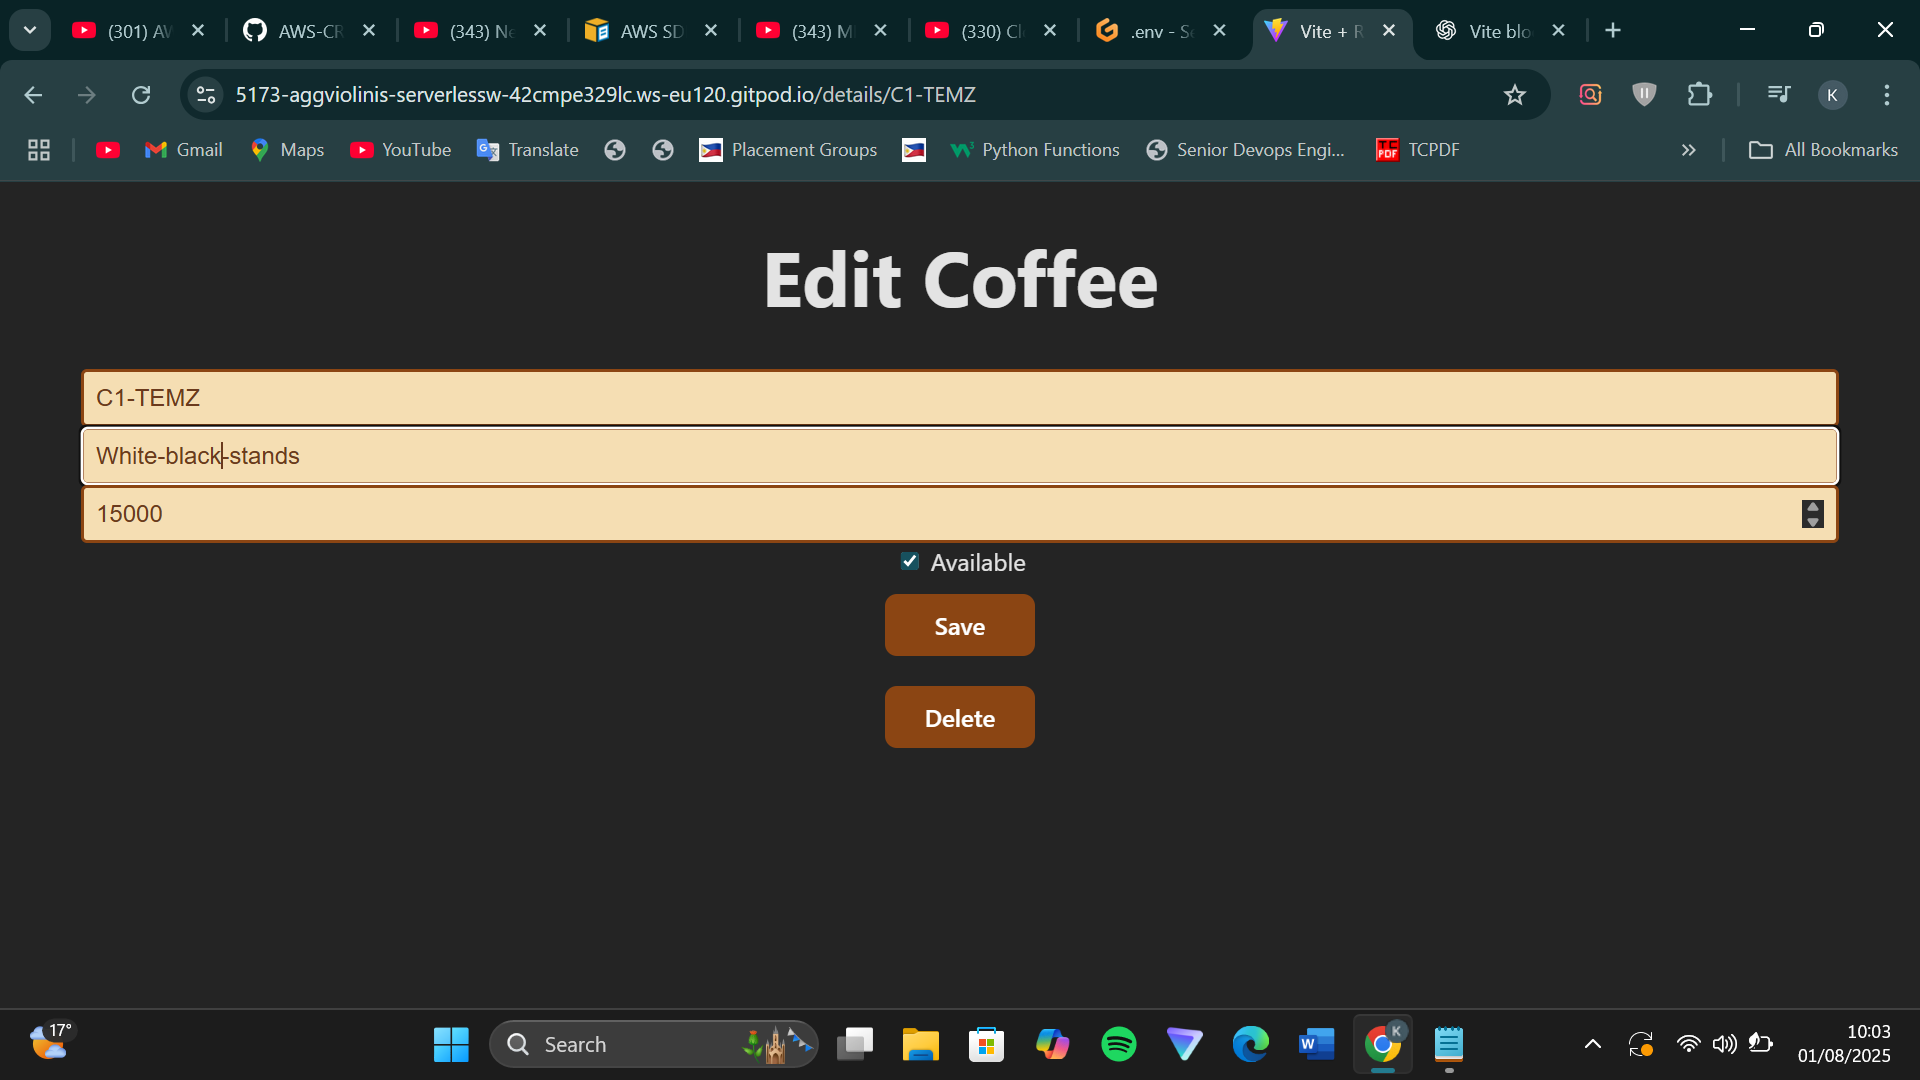 (301) AW
AWS-CR
(343) Ne
AWS SD
(343) M
(330) Cl
.env - Se
Vite + R
Vite blo
5173-aggviolinis-serverlessw-42cmpe329lc.ws-eu120.gitpod.io/details/C1-TEMZ
K
Gmail
Maps
YouTube
Translate
Placement Groups
Python Functions
Senior Devops Engi...
TC
PDF
TCPDF
All Bookmarks
Edit Coffee
C1-TEMZ
White-black-stands
15000
Available
Save
Delete
17°
Search
W
K
10:03
01/08/2025